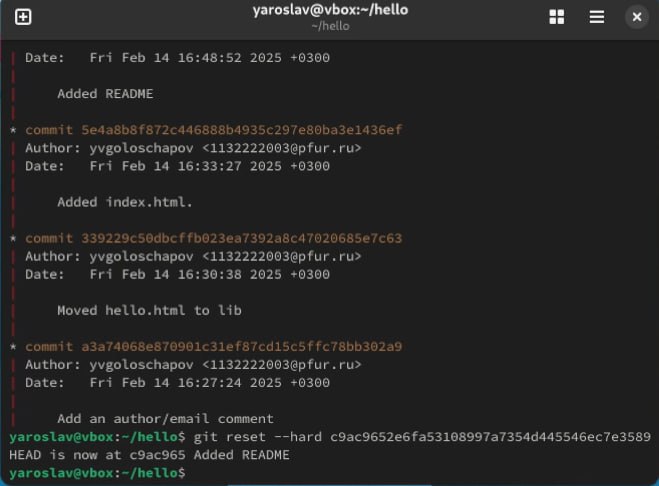 yaroslav@vbox:~/hello
~/hello
| Date:   Fri Feb 14 16:48:52 2025 +0300
|
|     Added README
|
* commit 5e4a8b8f872c446888b4935c297e80ba3e1436ef
| Author: yvgoloschapov <1132222003@pfur.ru>
| Date:   Fri Feb 14 16:33:27 2025 +0300
|
|     Added index.html.
|
* commit 339229c50dbcffb023ea7392a8c47020685e7c63
| Author: yvgoloschapov <1132222003@pfur.ru>
| Date:   Fri Feb 14 16:30:38 2025 +0300
|
|     Moved hello.html to lib
|
* commit a3a74068e870901c31ef87cd15c5ffc78bb302a9
| Author: yvgoloschapov <1132222003@pfur.ru>
| Date:   Fri Feb 14 16:27:24 2025 +0300
|
|     Add an author/email comment
yaroslav@vbox:~/hello$ git reset --hard c9ac9652e6fa53108997a7354d445546ec7e3589
HEAD is now at c9ac965 Added README
yaroslav@vbox:~/hello$